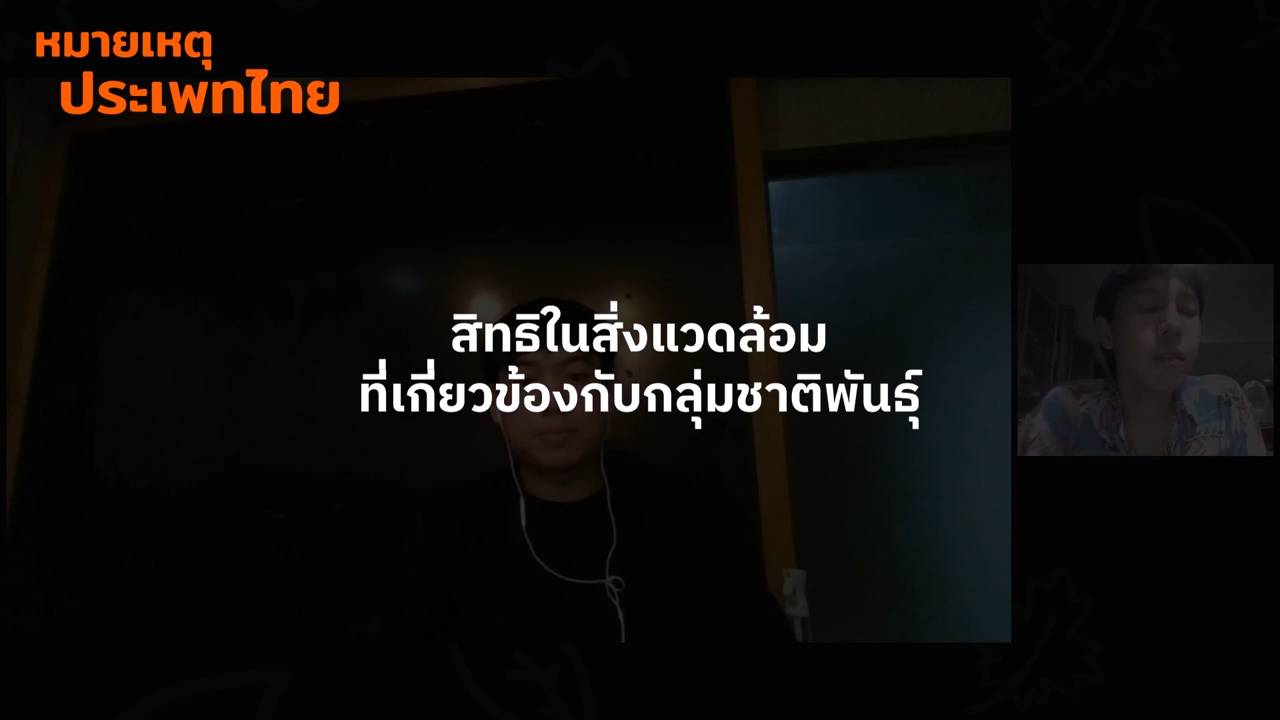 หมายเหตุ
ประเพทไทย
สิทธิในสิ่งแวดล้อม
ที่เกี่ยวข้องกับกลุ่มชาติพันธุ์